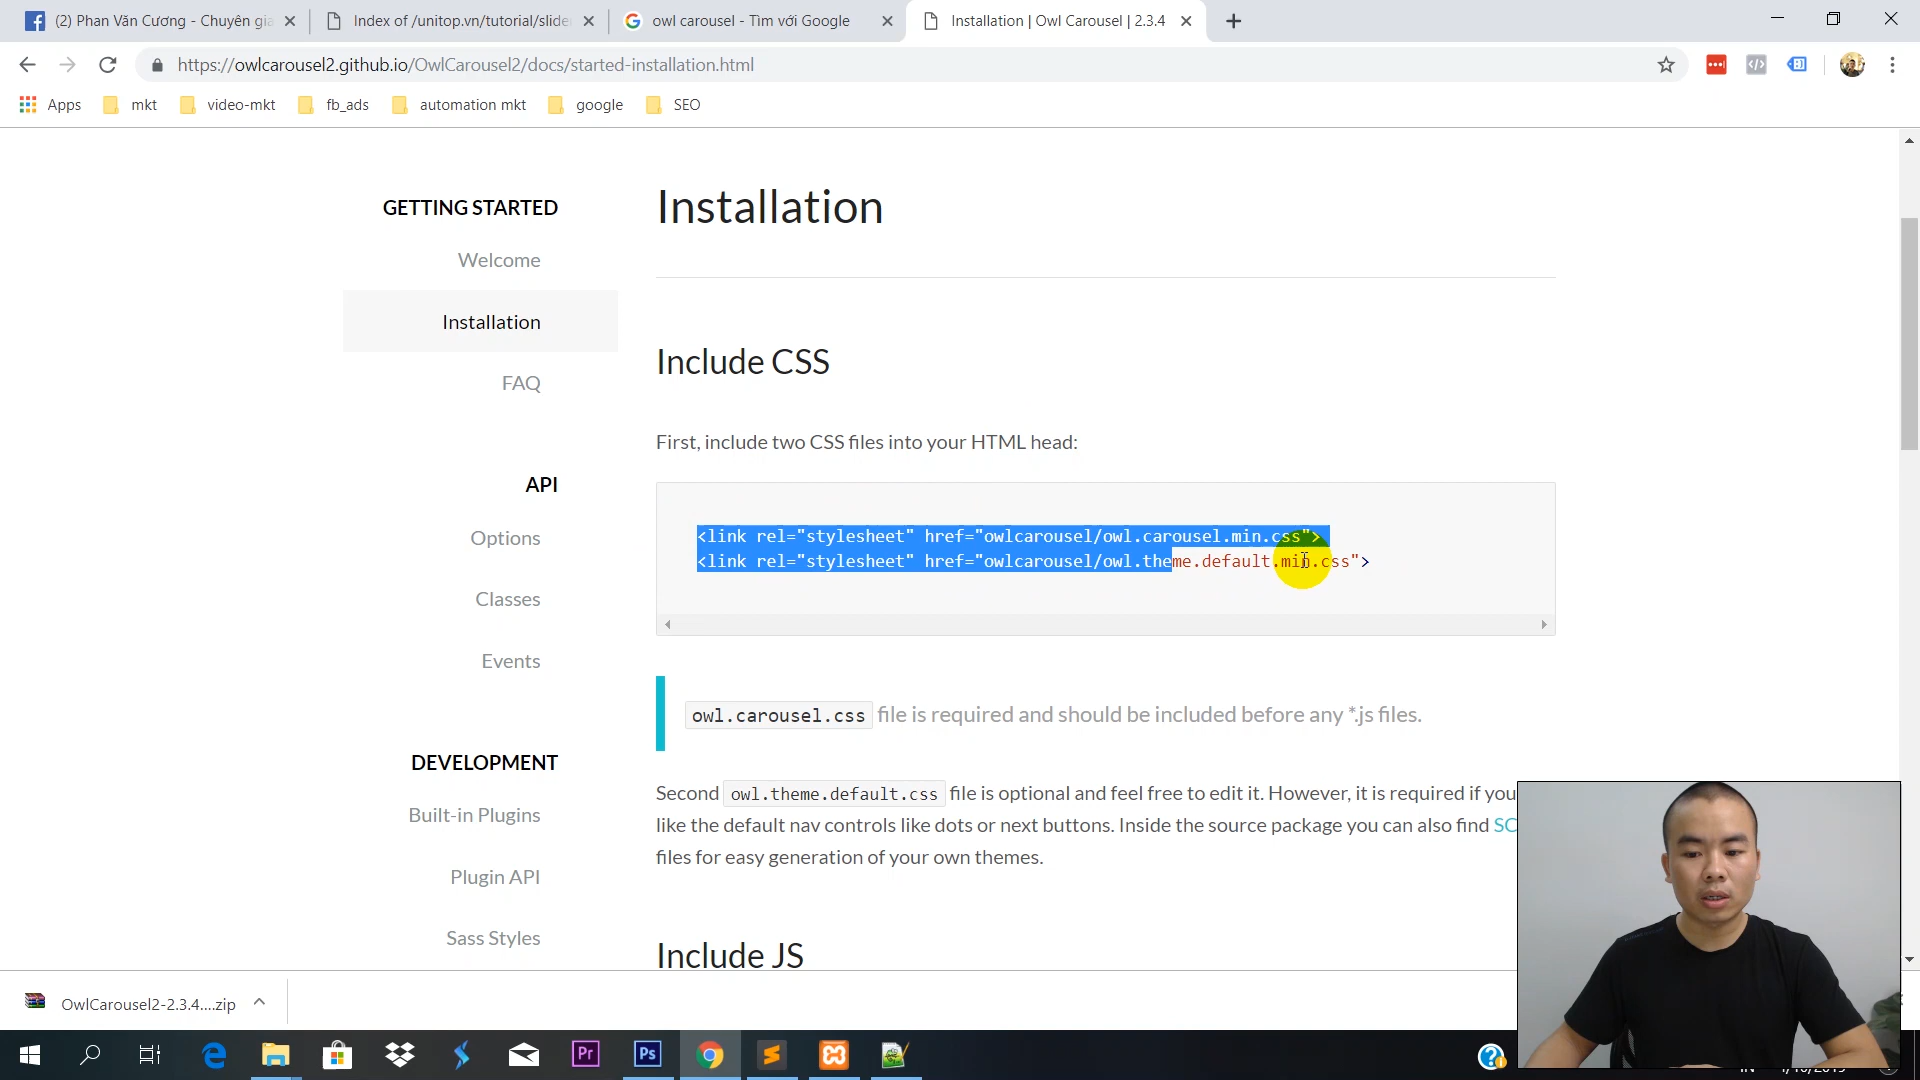 (2) Phan Văn Cương - Chuyên gia
Index of /unitop.vn/tutorial/slide
owl carousel - Tìm với Google
Installation | Owl Carousel | 2.3.4
https://owlcarousel2.github.io/OwlCarousel2/docs/started-installation.html
Apps mkt video-mkt fb_ads automation mkt google SEO
GETTING STARTED
Welcome
Installation
FAQ
API
Options
Classes
Events
DEVELOPMENT
Built-in Plugins
Plugin API
Sass Styles
Installation
Include CSS
First, include two CSS files into your HTML head:
<link rel="stylesheet" href="owlcarousel/owl.carousel.min.css">
<link rel="stylesheet" href="owlcarousel/owl.theme.default.min.css">
owl.carousel.css file is required and should be included before any *.js files.
Second owl.theme.default.css file is optional and feel free to edit it. However, it is required if you
like the default nav controls like dots or next buttons. Inside the source package you can also find SC
files for easy generation of your own themes.
Include JS
OwlCarousel2-2.3.4....zip
Pr
Ps